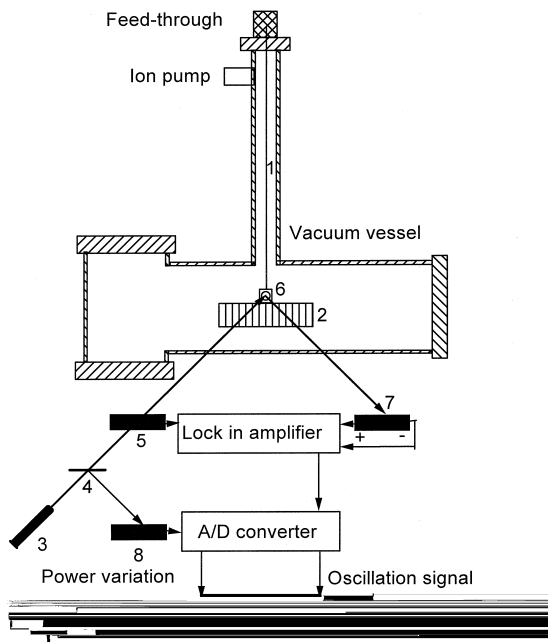 Feed-through
Ion pump
1
Vacuum vessel
6
2
7
Lock in amplifier
+ -
5
4
3
A/D converter
8
Power variation
Oscillation signal